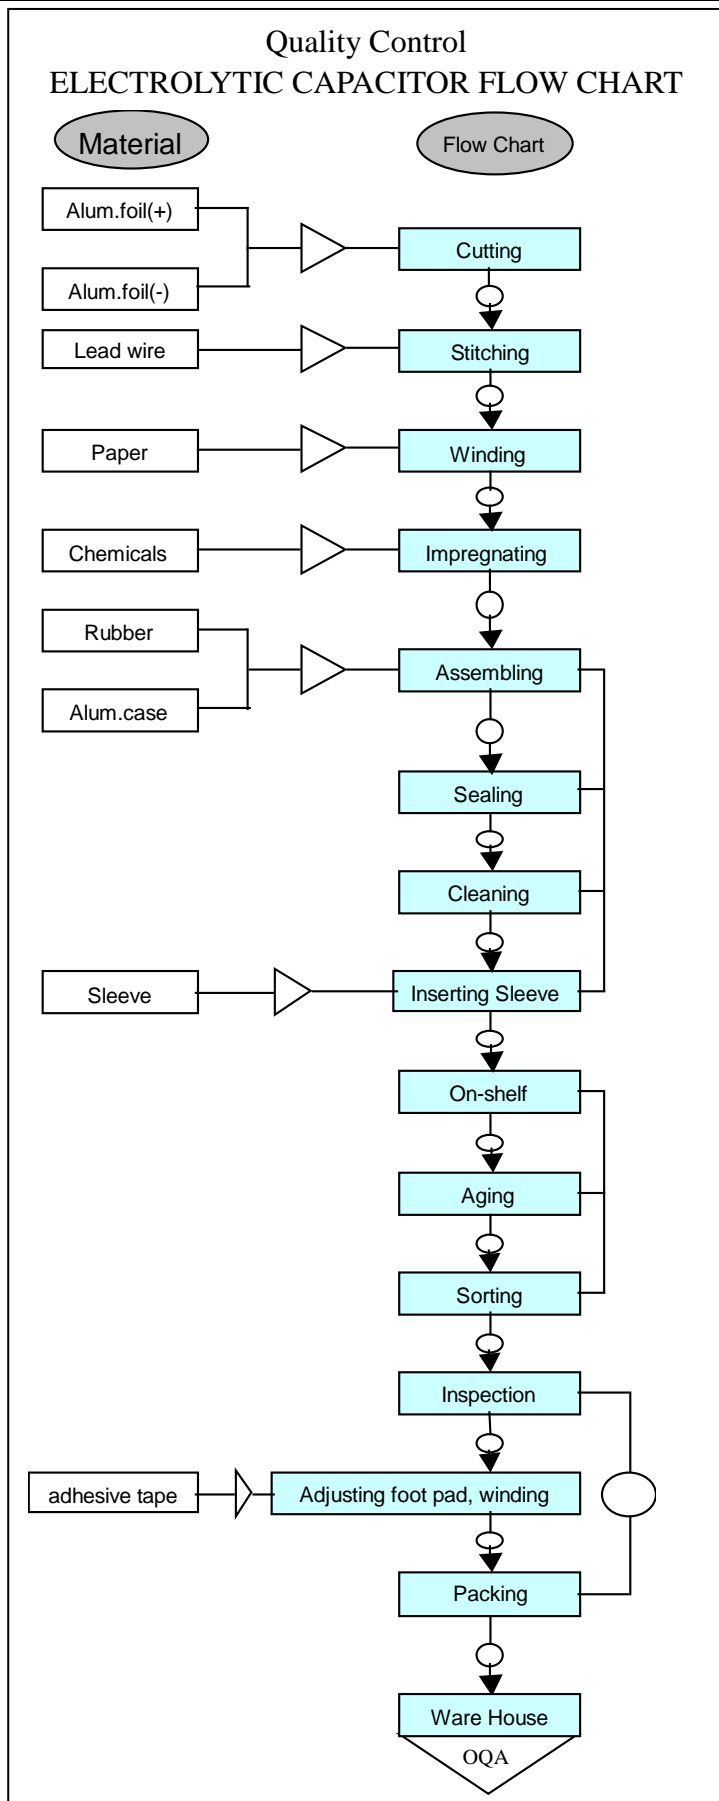 Quality Control
ELECTROLYTIC CAPACITOR FLOW CHART
Material
Flow Chart
Alum.foil(+)
Cutting
Alum.foil(-)
Lead wire
Stitching
Paper
Winding
Chemicals
Impregnating
Rubber
Assembling
Alum.case
Sealing
Cleaning
Sleeve
Inserting Sleeve
On-shelf
Aging
Sorting
Inspection
adhesive tape
Adjusting foot pad, winding
Packing
Ware House
OQA